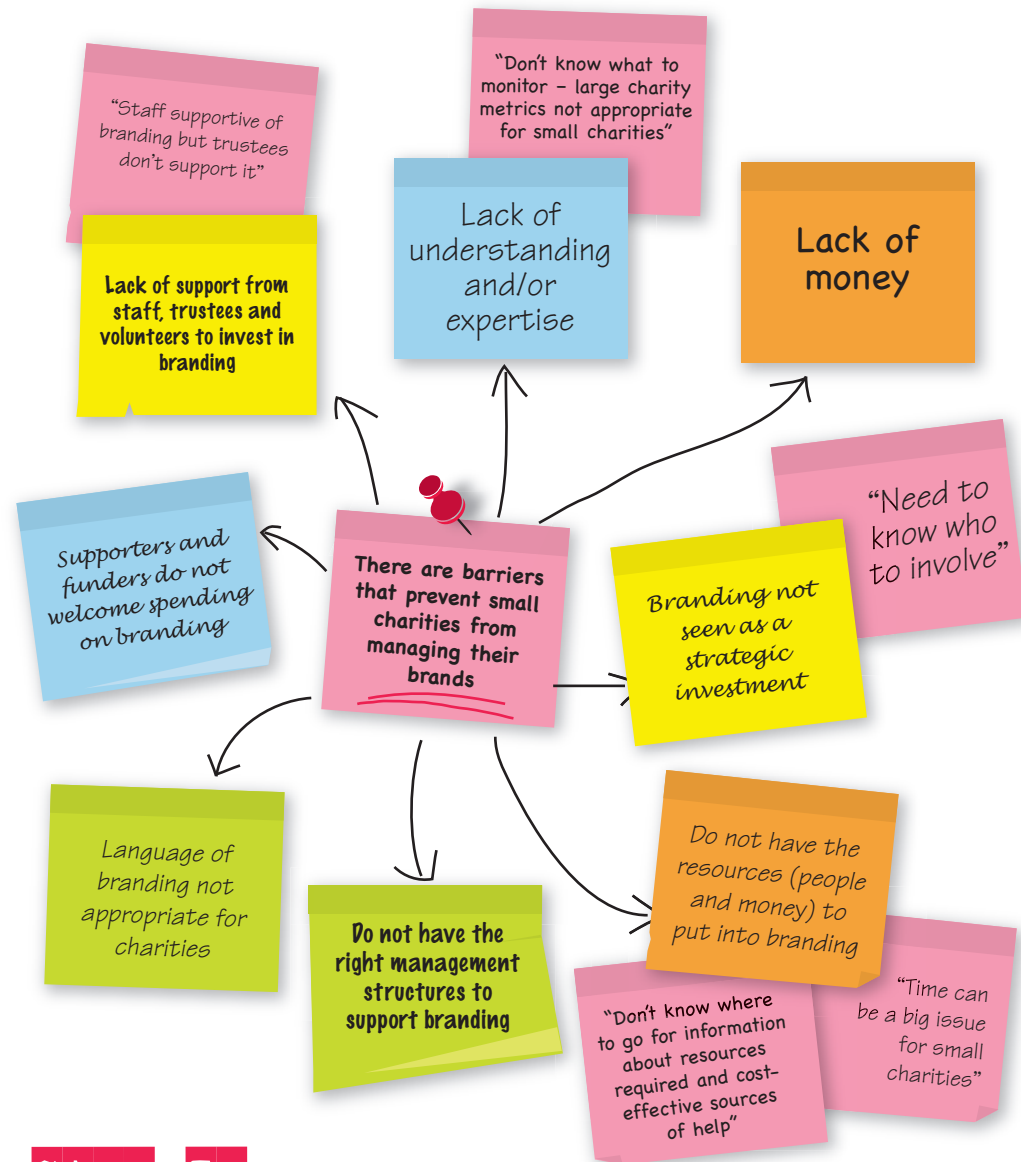 "Staff supportive of
branding but trustees
don't support it"
Lack of support from
staff, trustees and
volunteers to invest in
branding
"Don't know what to
monitor – large charity
metrics not appropriate
for small charities"
Lack of
understanding
and/or
expertise
Lack of
money
"Need to
know who
to involve"
Branding not
seen as a
strategic
investment
Supporters and
funders do not
welcome spending
on branding
There are barriers
that prevent small
charities from
managing their
brands
Language of
branding not
appropriate for
charities
Do not have the
right management
structures to
support branding
Do not have the
resources (people
and money) to
put into branding
"Don't know where
to go for information
about resources
required and cost-
effective sources
of help"
"Time can
be a big issue
for small
charities"